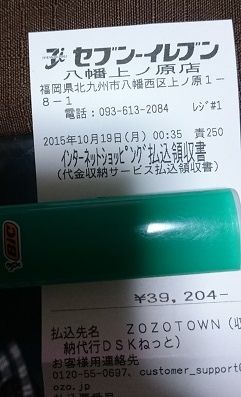 セブン-イレブン
八幡上ノ原店
福岡県北九州市八幡西区上ノ原1-
8-1
電話:093-613-2084 レジ#1
2015年10月19日(月) 00:35 責250
インターネットショッピング払込領収書
(代金収納サービス払込領収書)
BIC
¥39,204-
払込先名 ZOZOTOWN(収
納代行DSKねっと)
お客様用連絡先
0120-55-0697、customer_support@
ozo.jp